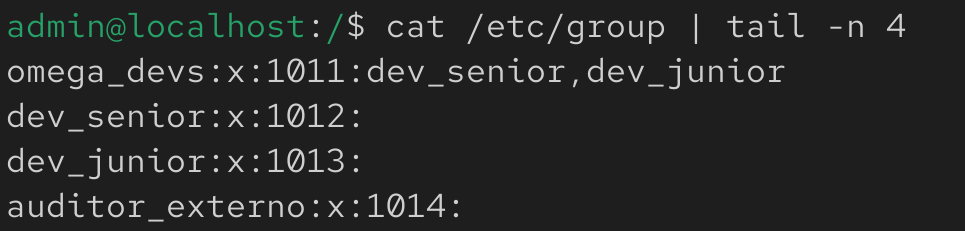 admin@localhost:/$ cat /etc/group | tail -n 4
omega_devs:x:1011:dev_senior,dev_junior
dev_senior:x:1012:
dev_junior:x:1013:
auditor_externo:x:1014: